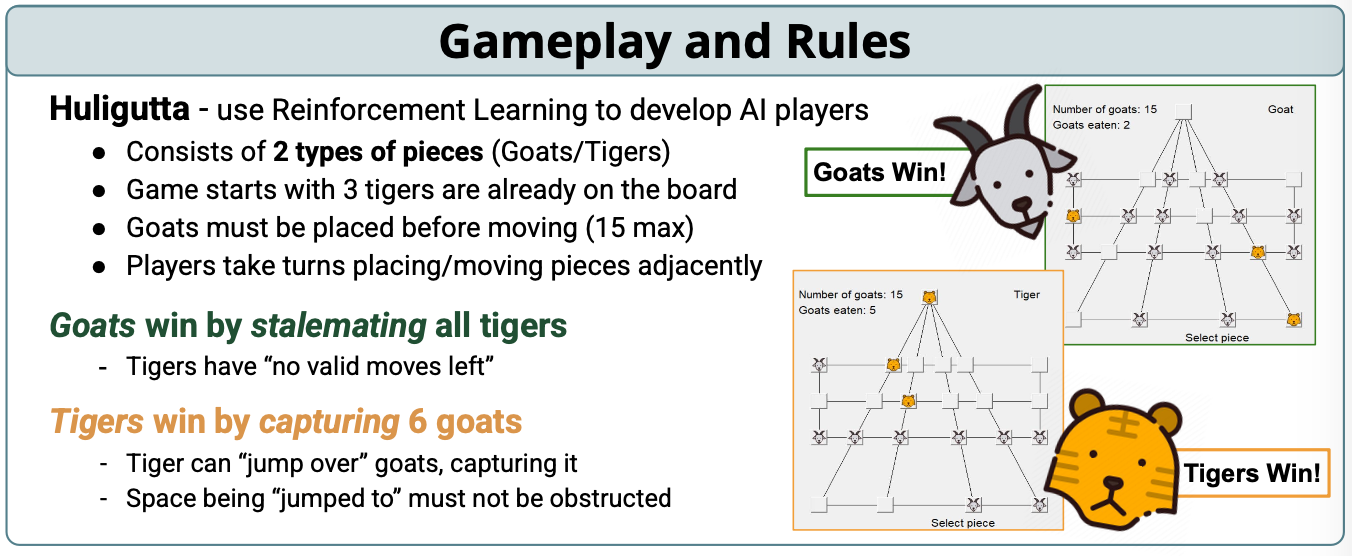 Gameplay and Rules
Huligutta - use Reinforcement Learning to develop AI players
● Consists of 2 types of pieces (Goats/Tigers)
● Game starts with 3 tigers are already on the board
● Goats must be placed before moving (15 max)
● Players take turns placing/moving pieces adjacently
Goats win by stalemating all tigers
- Tigers have “no valid moves left”
Tigers win by capturing 6 goats
- Tiger can “jump over” goats, capturing it
- Space being “jumped to” must not be obstructed
Goats Win!
Number of goats: 15
Goat
Goats eaten: 2
Select piece
Number of goats: 15
Tiger
Goats eaten: 5
Select piece
Tigers Win!